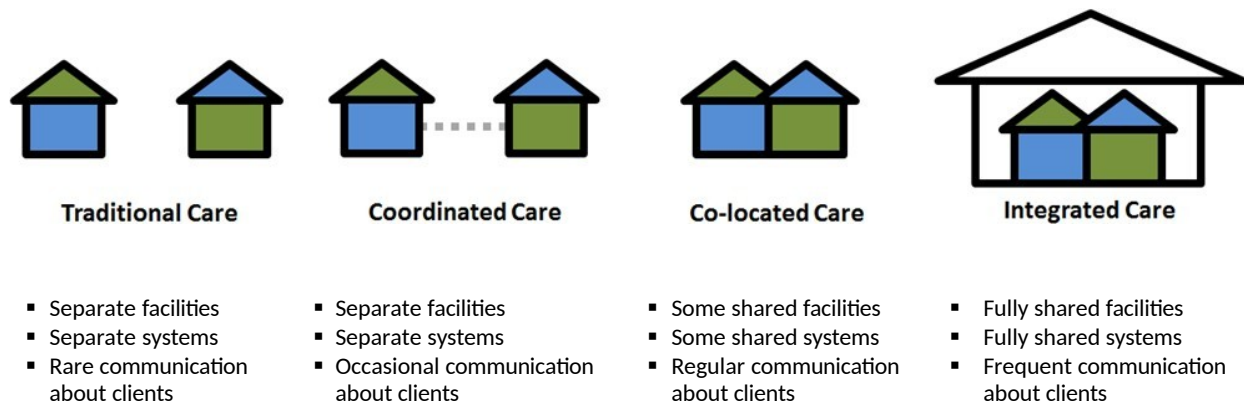 Traditional Care
Coordinated Care
Co-located Care
Integrated Care
▪ Separate facilities
▪ Separate systems
▪ Rare communication
about clients
▪ Separate facilities
▪ Separate systems
▪ Occasional communication
about clients
▪ Some shared facilities
▪ Some shared systems
▪ Regular communication
about clients
▪ Fully shared facilities
▪ Fully shared systems
▪ Frequent communication
about clients